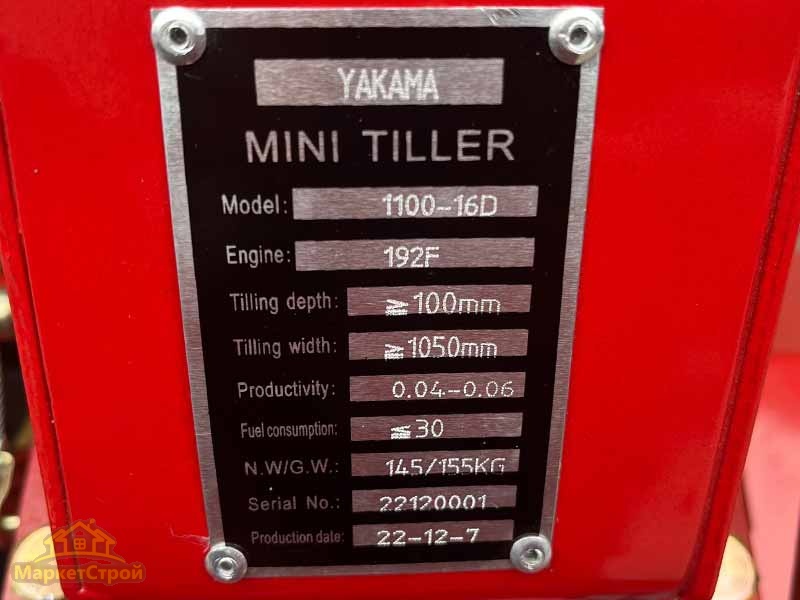 YAKAMA
MINI TILLER
Model: 1100-16D
Engine: 192F
Tilling depth: ≧100mm
Tilling width: ≧1050mm
Productivity: 0.04-0.06
Fuel consumption: ≦30
N.W/G.W.: 145/155KG
Serial No.: 22120001
Production date: 22-12-7
МаркетСтрой